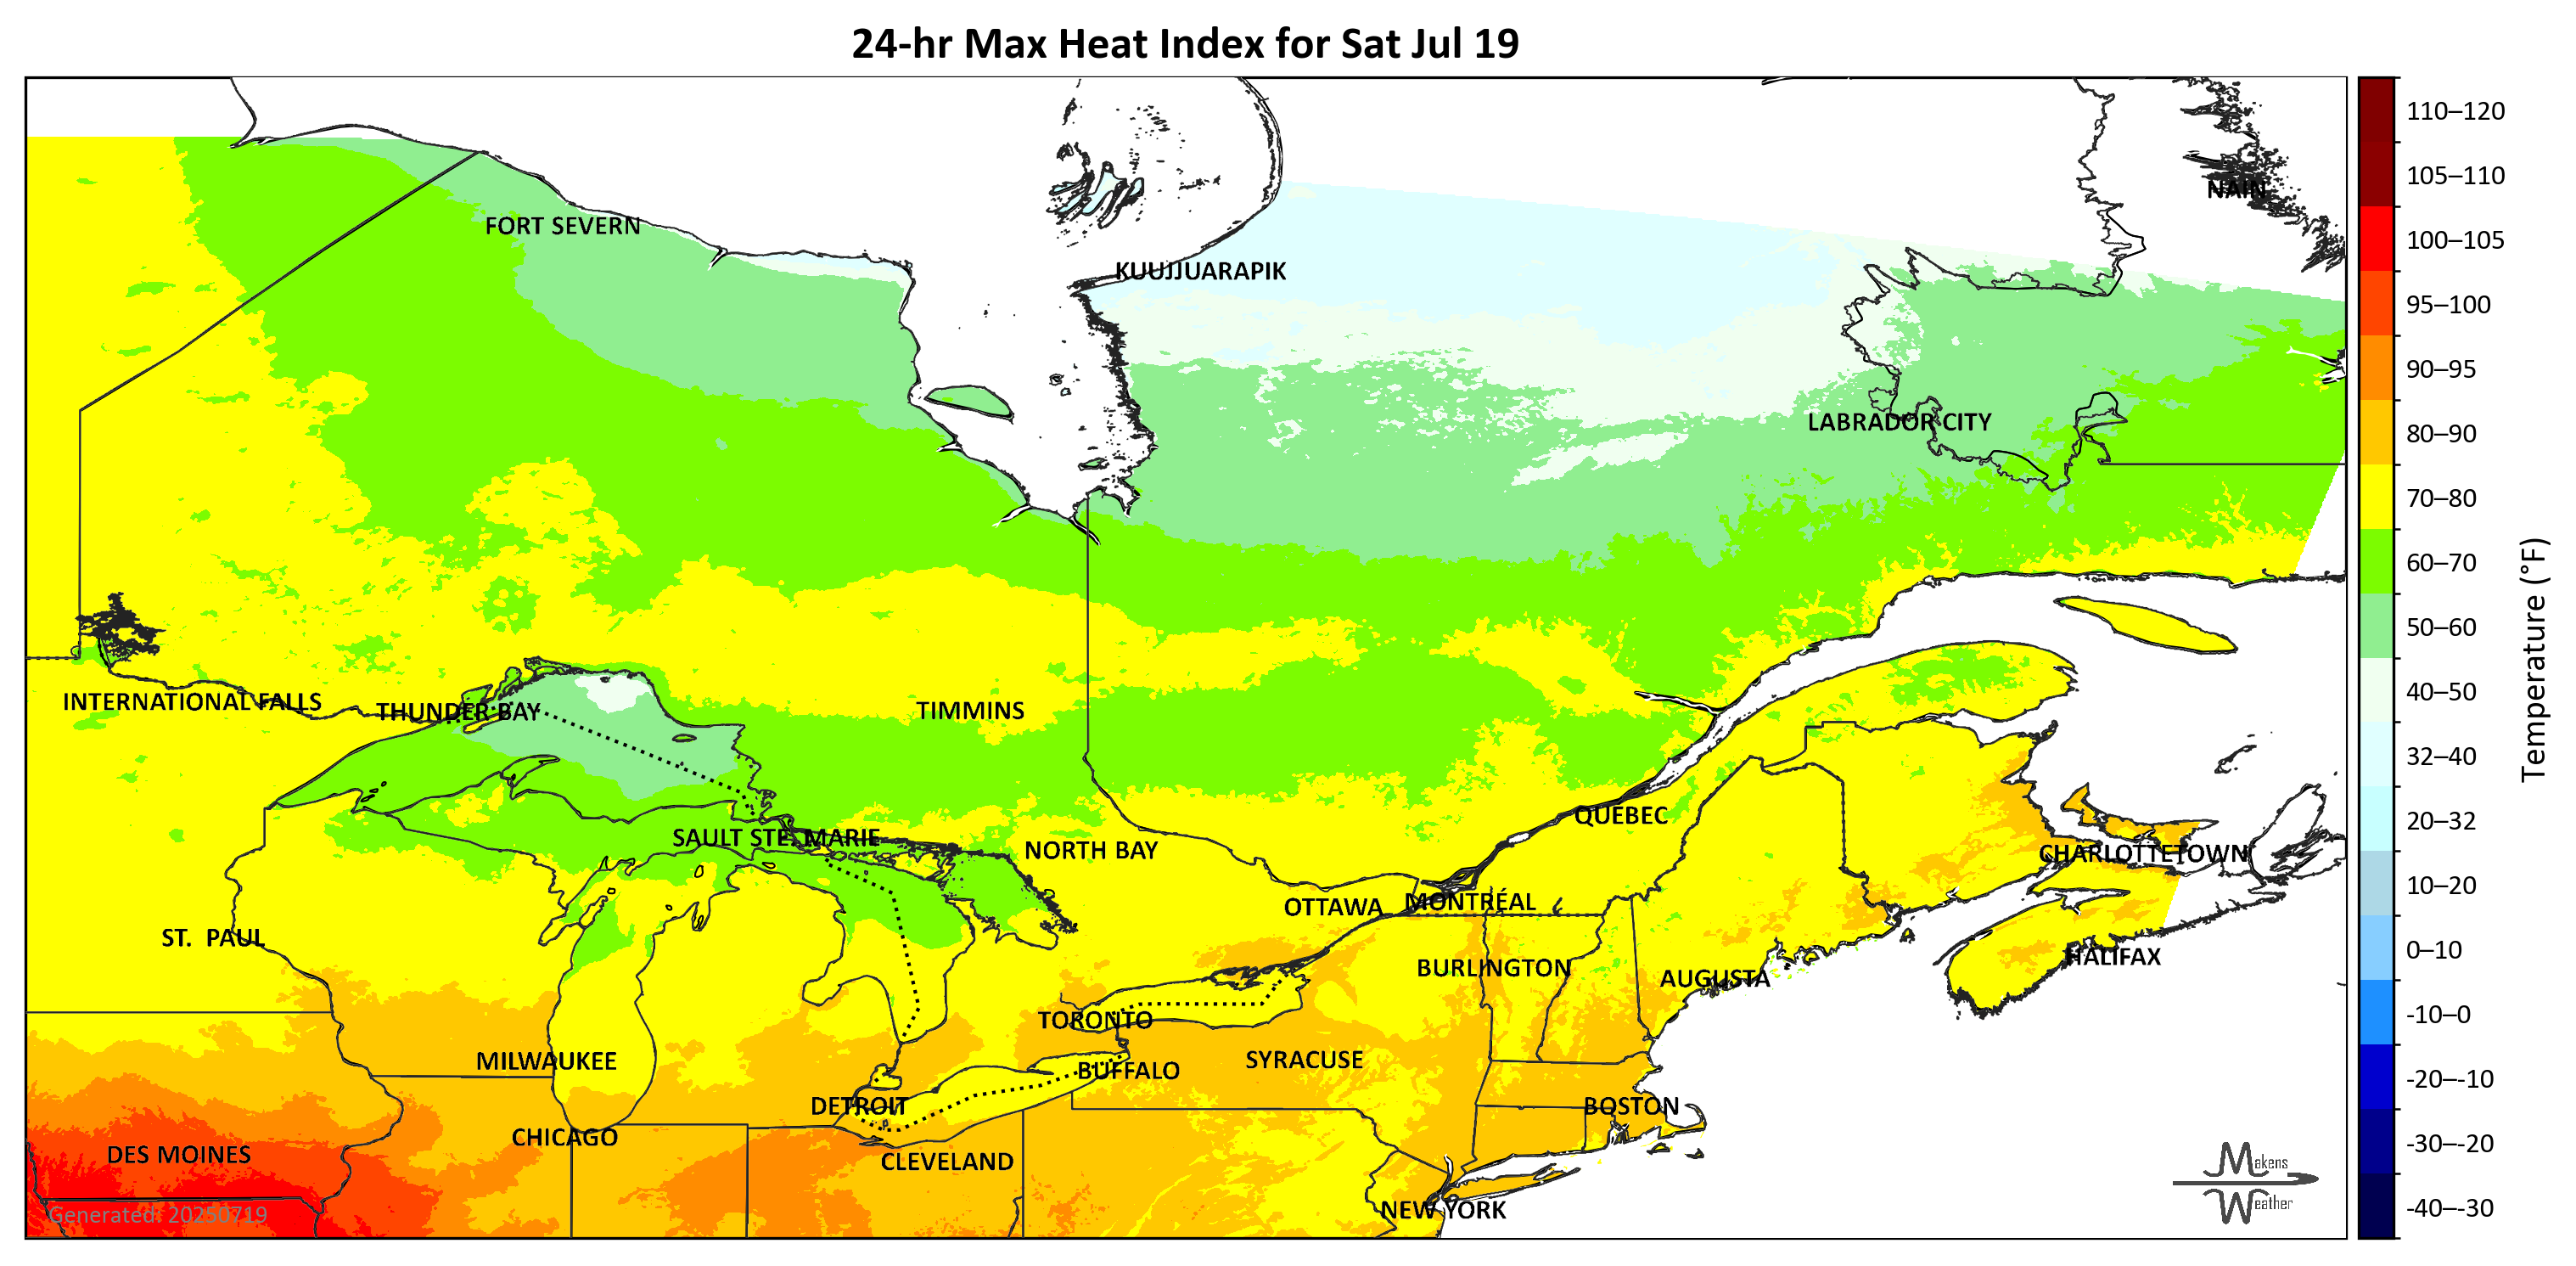 24-hr Max Heat Index for Sat Jul 19
110–120
105–110
NAIN
FORT SEVERN
100–105
KUUJJUARAPIK
95–100
90–95
LABRADOR CITY
80–90
70–80
60–70
50–60
Temperature (°F)
40–50
INTERNATIONAL FALLS
THUNDER BAY
TIMMINS
32–40
QUEBEC
20–32
SAULT STE. MARIE
NORTH BAY
CHARLOTTETOWN
10–20
OTTAWA
MONTRÉAL
ST. PAUL
0–10
BURLINGTON
HALIFAX
AUGUSTA
-10–0
TORONTO
MILWAUKEE
SYRACUSE
BUFFALO
-20–-10
DETROIT
BOSTON
CHICAGO
-30–-20
DES MOINES
CLEVELAND
Makens
Weather
NEW YORK
-40–-30
Generated: 20250719